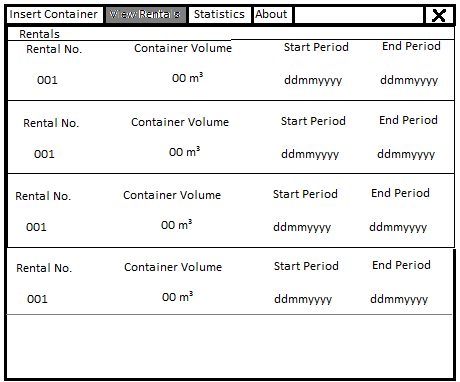 Insert Container View Rentals Statistics About X
Rentals
Rental No. Container Volume Start Period End Period
001 00 m³ ddmmyyyy ddmmyyyy
Rental No. Container Volume Start Period End Period
001 00 m³ ddmmyyyy ddmmyyyy
Rental No. Container Volume Start Period End Period
001 00 m³ ddmmyyyy ddmmyyyy
Rental No. Container Volume Start Period End Period
001 00 m³ ddmmyyyy ddmmyyyy